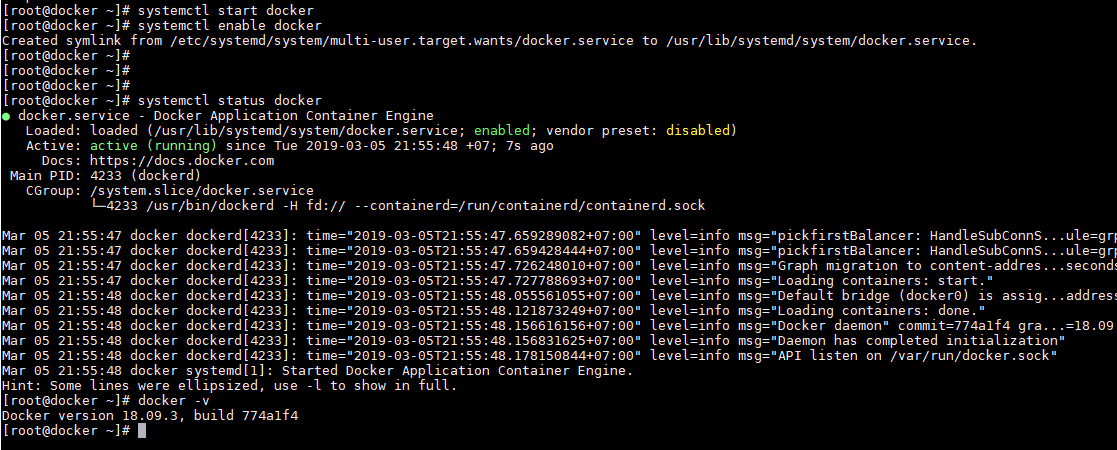 [root@docker ~]# systemctl start docker
[root@docker ~]# systemctl enable docker
Created symlink from /etc/systemd/system/multi-user.target.wants/docker.service to /usr/lib/systemd/system/docker.service.
[root@docker ~]#
[root@docker ~]#
[root@docker ~]#
[root@docker ~]# systemctl status docker
● docker.service - Docker Application Container Engine
   Loaded: loaded (/usr/lib/systemd/system/docker.service; enabled; vendor preset: disabled)
   Active: active (running) since Tue 2019-03-05 21:55:48 +07; 7s ago
     Docs: https://docs.docker.com
 Main PID: 4233 (dockerd)
   CGroup: /system.slice/docker.service
           └─4233 /usr/bin/dockerd -H fd:// --containerd=/run/containerd/containerd.sock
Mar 05 21:55:47 docker dockerd[4233]: time="2019-03-05T21:55:47.659289082+07:00" level=info msg="pickfirstBalancer: HandleSubConnS...ule=grp
Mar 05 21:55:47 docker dockerd[4233]: time="2019-03-05T21:55:47.659428444+07:00" level=info msg="pickfirstBalancer: HandleSubConnS...ule=grp
Mar 05 21:55:47 docker dockerd[4233]: time="2019-03-05T21:55:47.726248010+07:00" level=info msg="Graph migration to content-addres...seconds
Mar 05 21:55:47 docker dockerd[4233]: time="2019-03-05T21:55:47.727788693+07:00" level=info msg="Loading containers: start."
Mar 05 21:55:48 docker dockerd[4233]: time="2019-03-05T21:55:48.055561055+07:00" level=info msg="Default bridge (docker0) is assig...address
Mar 05 21:55:48 docker dockerd[4233]: time="2019-03-05T21:55:48.121873249+07:00" level=info msg="Loading containers: done."
Mar 05 21:55:48 docker dockerd[4233]: time="2019-03-05T21:55:48.156616156+07:00" level=info msg="Docker daemon" commit=774a1f4 gra...=18.09
Mar 05 21:55:48 docker dockerd[4233]: time="2019-03-05T21:55:48.156831625+07:00" level=info msg="Daemon has completed initialization"
Mar 05 21:55:48 docker dockerd[4233]: time="2019-03-05T21:55:48.178150844+07:00" level=info msg="API listen on /var/run/docker.sock"
Mar 05 21:55:48 docker systemd[1]: Started Docker Application Container Engine.
Hint: Some lines were ellipsized, use -l to show in full.
[root@docker ~]# docker -v
Docker version 18.09.3, build 774a1f4
[root@docker ~]#